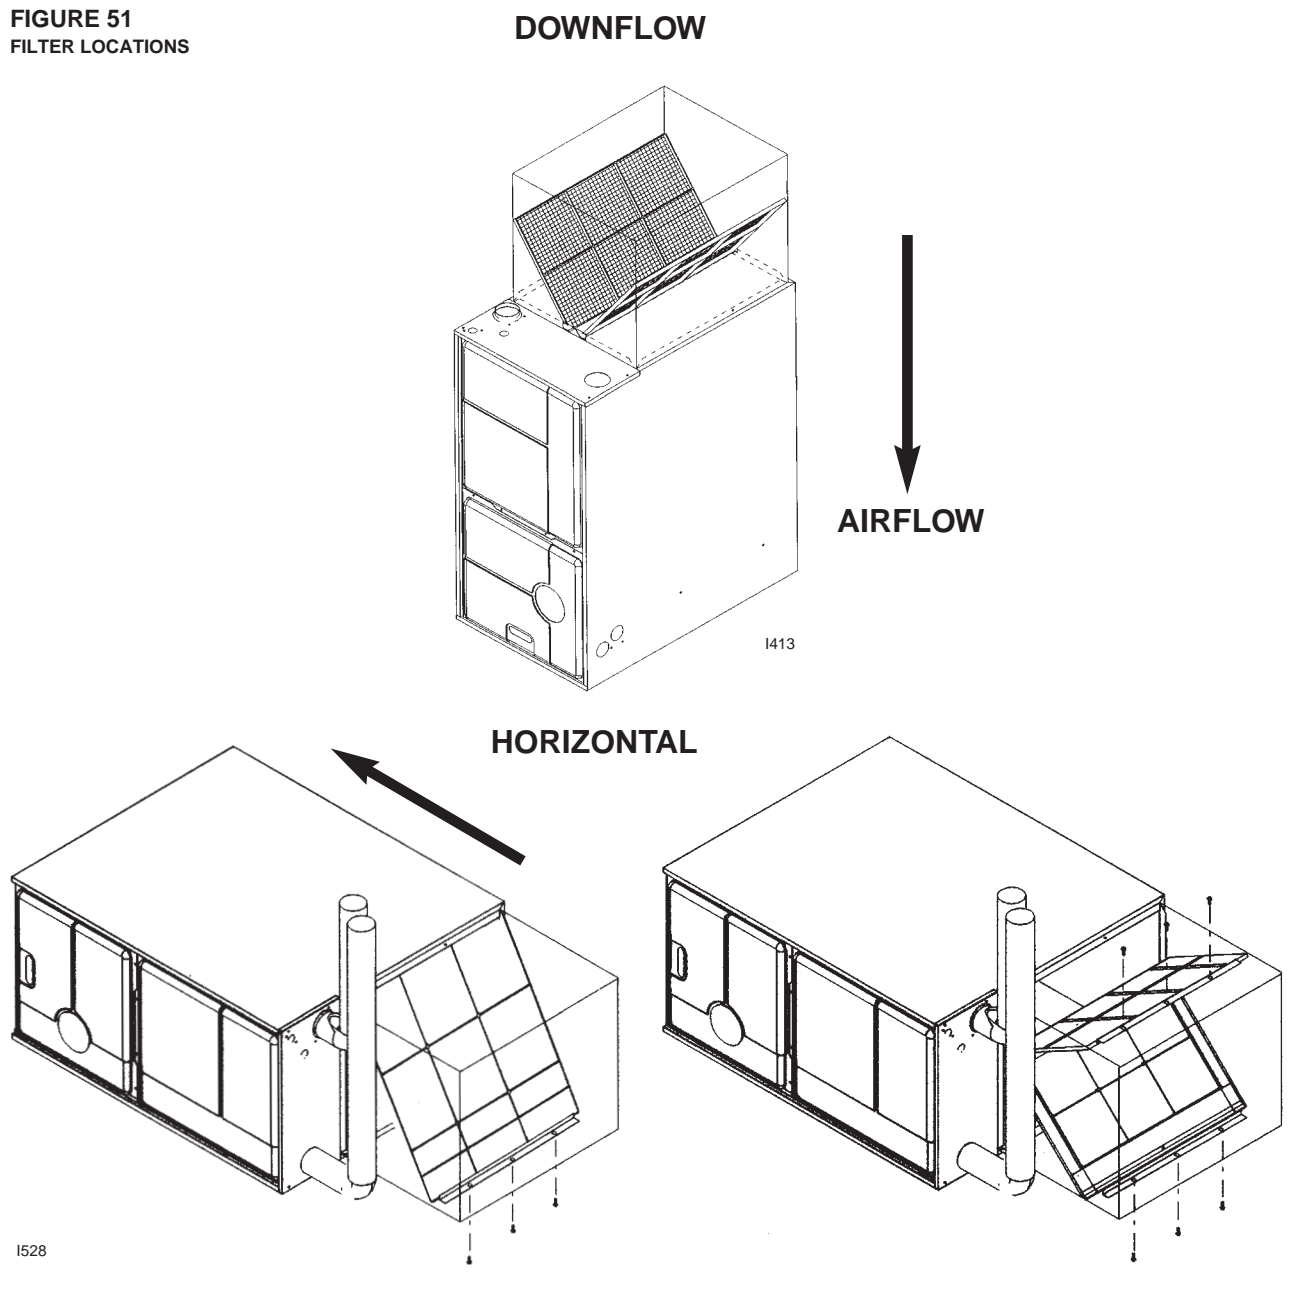 FIGURE 51
FILTER LOCATIONS
DOWNFLOW
AIRFLOW
I413
HORIZONTAL
I528